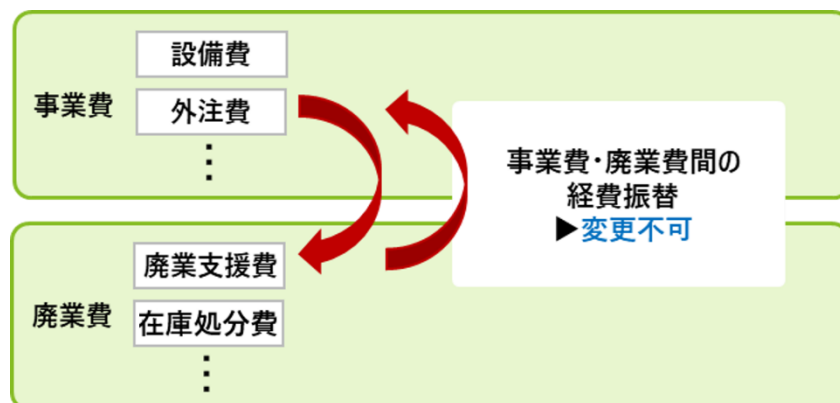 設備費
事業費
外注費
⋮
事業費・廃業費間の
経費振替
▶変更不可
廃業支援費
廃業費
在庫処分費
⋮